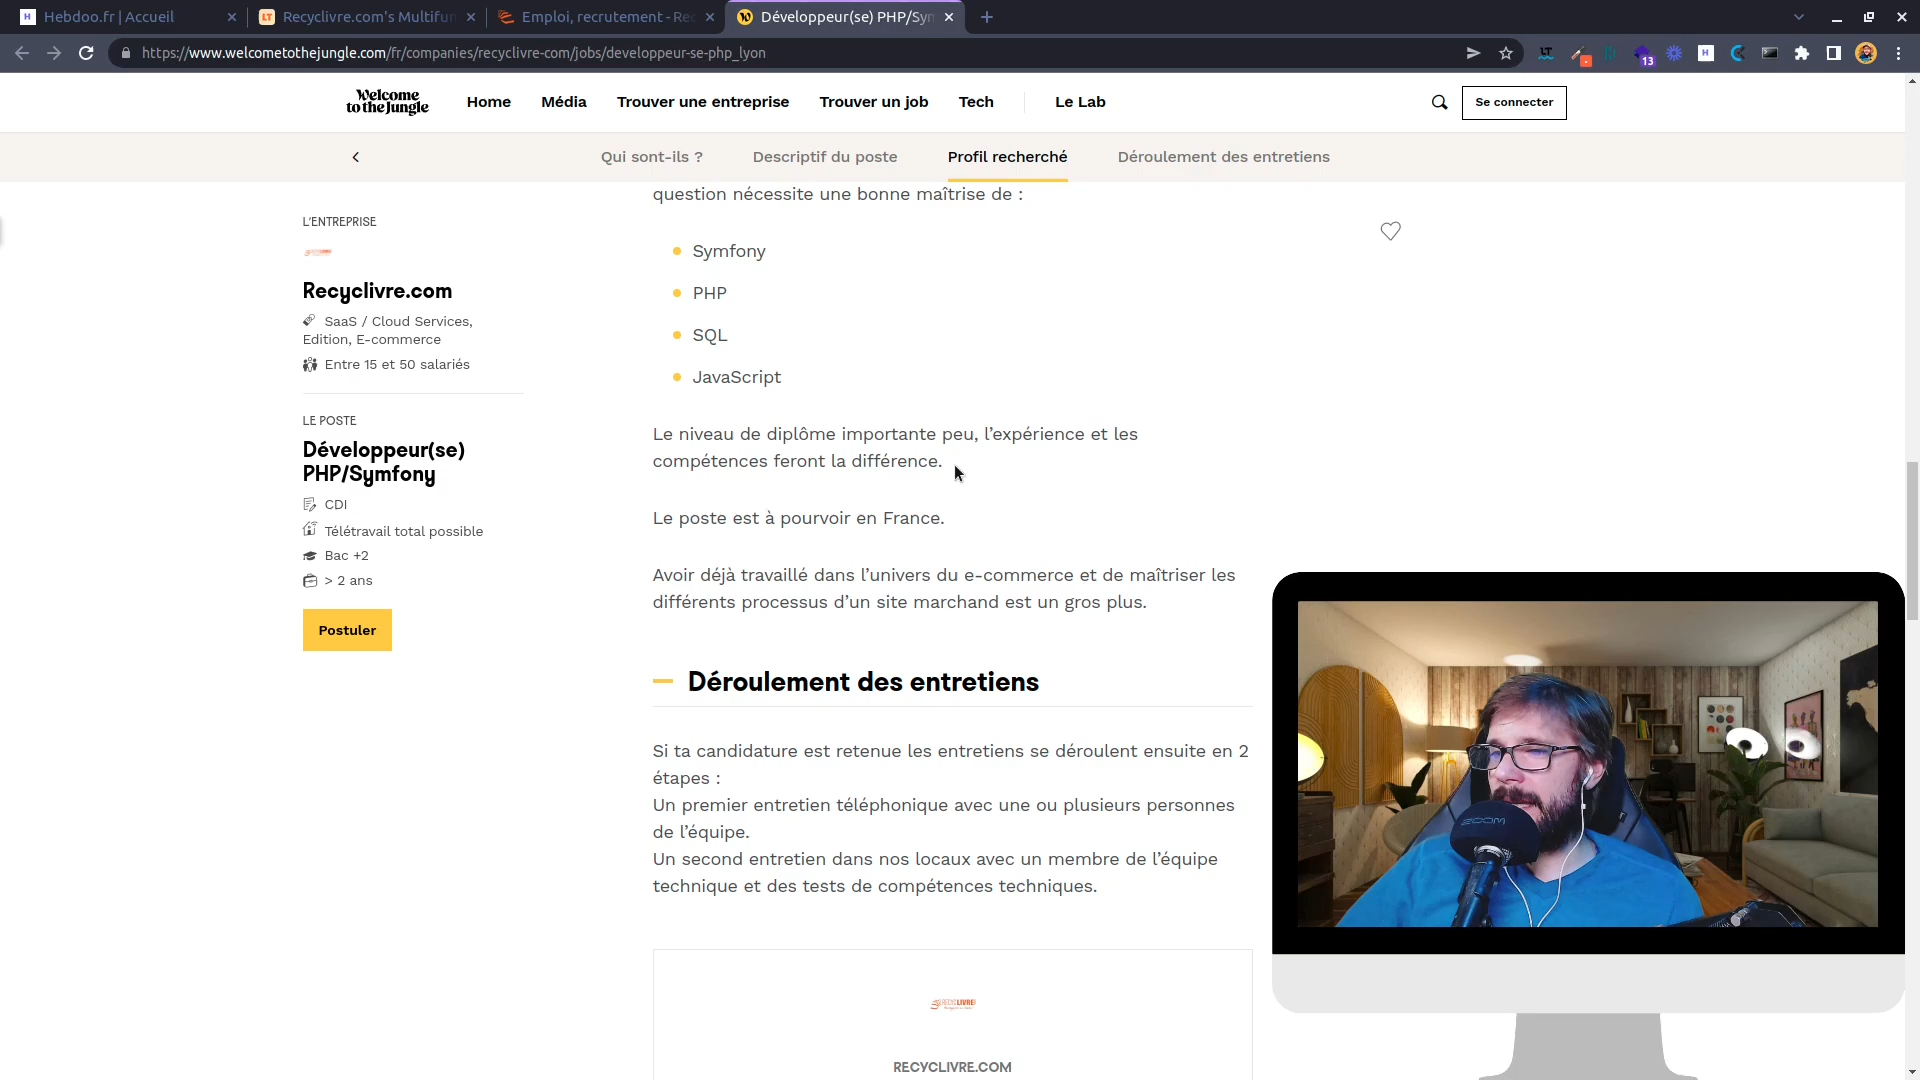 Hebdoo.fr | Accueil
Recyclivre.com's Multifun
Emploi, recrutement - Rec
Développeur(se) PHP/Sym
https://www.welcometothejungle.com/fr/companies/recyclivre-com/jobs/developpeur-se-php_lyon
13
Welcome
to the Jungle
Home
Média
Trouver une entreprise
Trouver un job
Tech
Le Lab
Se connecter
Qui sont-ils ?
Descriptif du poste
Profil recherché
Déroulement des entretiens
L'ENTREPRISE
Recyclivre.com
SaaS / Cloud Services,
Edition, E-commerce
Entre 15 et 50 salariés
LE POSTE
Développeur(se)
PHP/Symfony
CDI
Télétravail total possible
Bac +2
> 2 ans
Postuler
question nécessite une bonne maîtrise de :
Symfony
PHP
SQL
JavaScript
Le niveau de diplôme importante peu, l’expérience et les
compétences feront la différence.
Le poste est à pourvoir en France.
Avoir déjà travaillé dans l’univers du e-commerce et de maîtriser les
différents processus d’un site marchand est un gros plus.
Déroulement des entretiens
Si ta candidature est retenue les entretiens se déroulent ensuite en 2
étapes :
Un premier entretien téléphonique avec une ou plusieurs personnes
de l’équipe.
Un second entretien dans nos locaux avec un membre de l’équipe
technique et des tests de compétences techniques.
RECYCLIVRE
RECYCLIVRE.COM
ZOOM